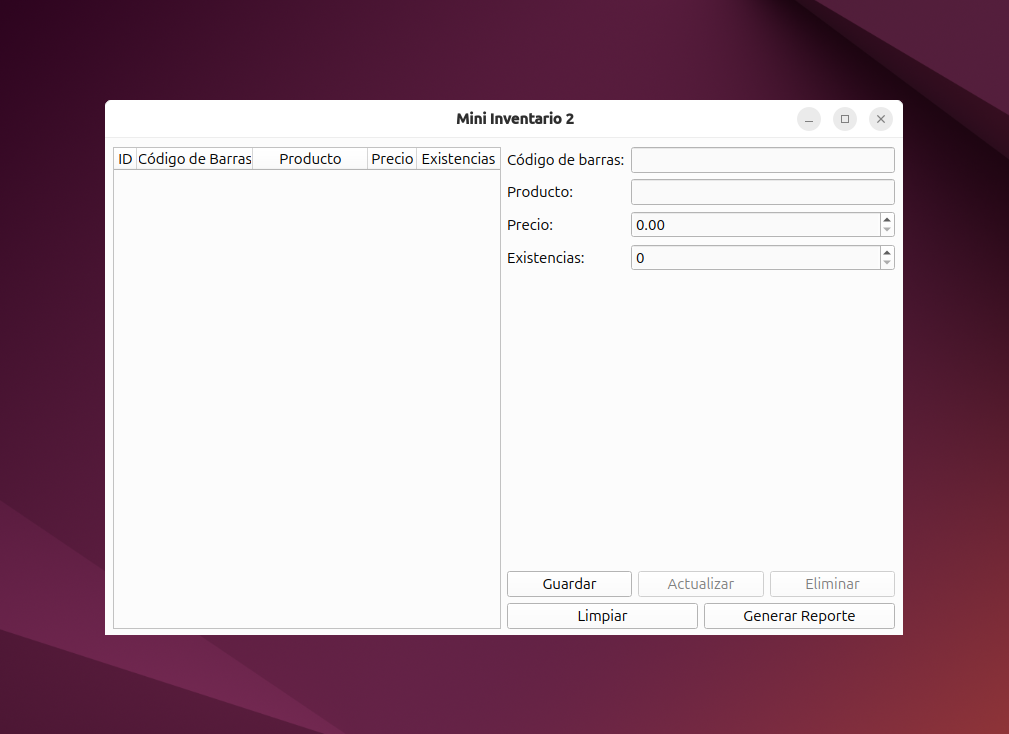 Mini Inventario 2
ID Código de Barras Producto Precio Existencias
Código de barras:
Producto:
Precio: 0.00
Existencias: 0
Guardar Actualizar Eliminar
Limpiar Generar Reporte